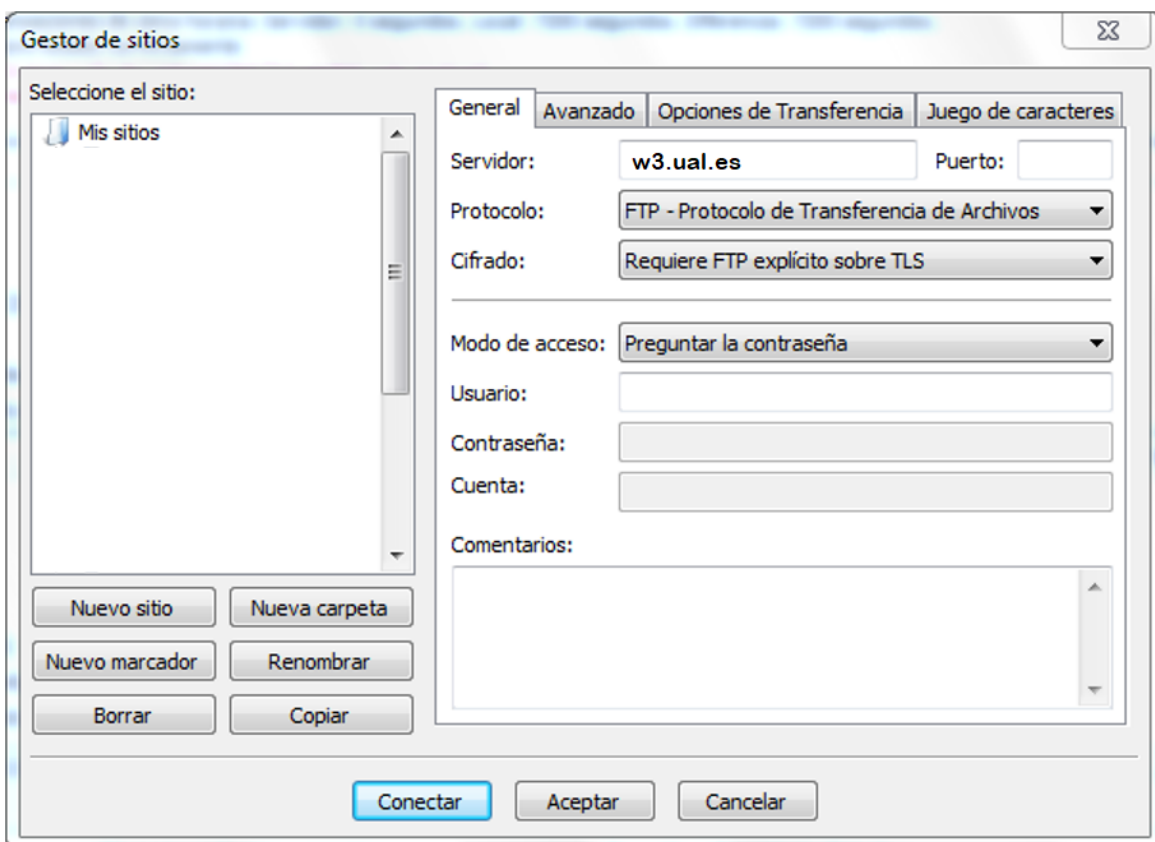 Gestor de sitios
Seleccione el sitio:
Mis sitios
Nuevo sitio
Nueva carpeta
Nuevo marcador
Renombrar
Borrar
Copiar
General
Avanzado
Opciones de Transferencia
Juego de caracteres
Servidor:
w3.ual.es
Puerto:
Protocolo:
FTP - Protocolo de Transferencia de Archivos
Cifrado:
Requiere FTP explícito sobre TLS
Modo de acceso:
Preguntar la contraseña
Usuario:
Contraseña:
Cuenta:
Comentarios:
Conectar
Aceptar
Cancelar